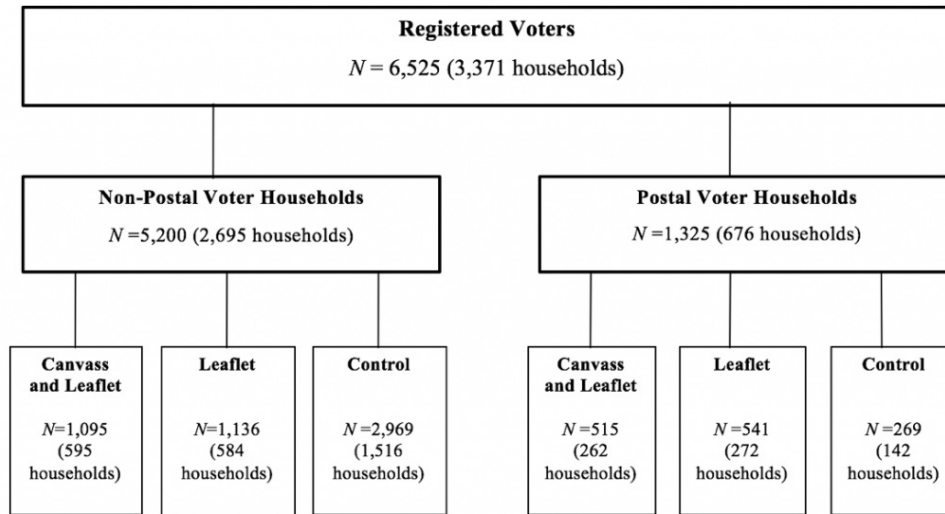 Registered Voters
N = 6,525 (3,371 households)
Non-Postal Voter Households
N =5,200 (2,695 households)
Postal Voter Households
N =1,325 (676 households)
Canvass
and Leaflet
N=1,095
(595
households)
Leaflet
N=1,136
(584
households)
Control
N=2,969
(1,516
households)
Canvass
and Leaflet
N=515
(262
households)
Leaflet
N=541
(272
households)
Control
N=269
(142
households)